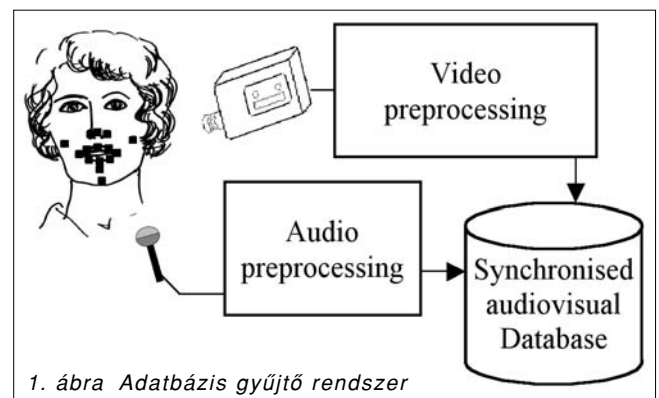 Video
preprocessing
Audio
preprocessing
Synchronised
audiovisual
Database
1. ábra Adatbázis gyűjtő rendszer